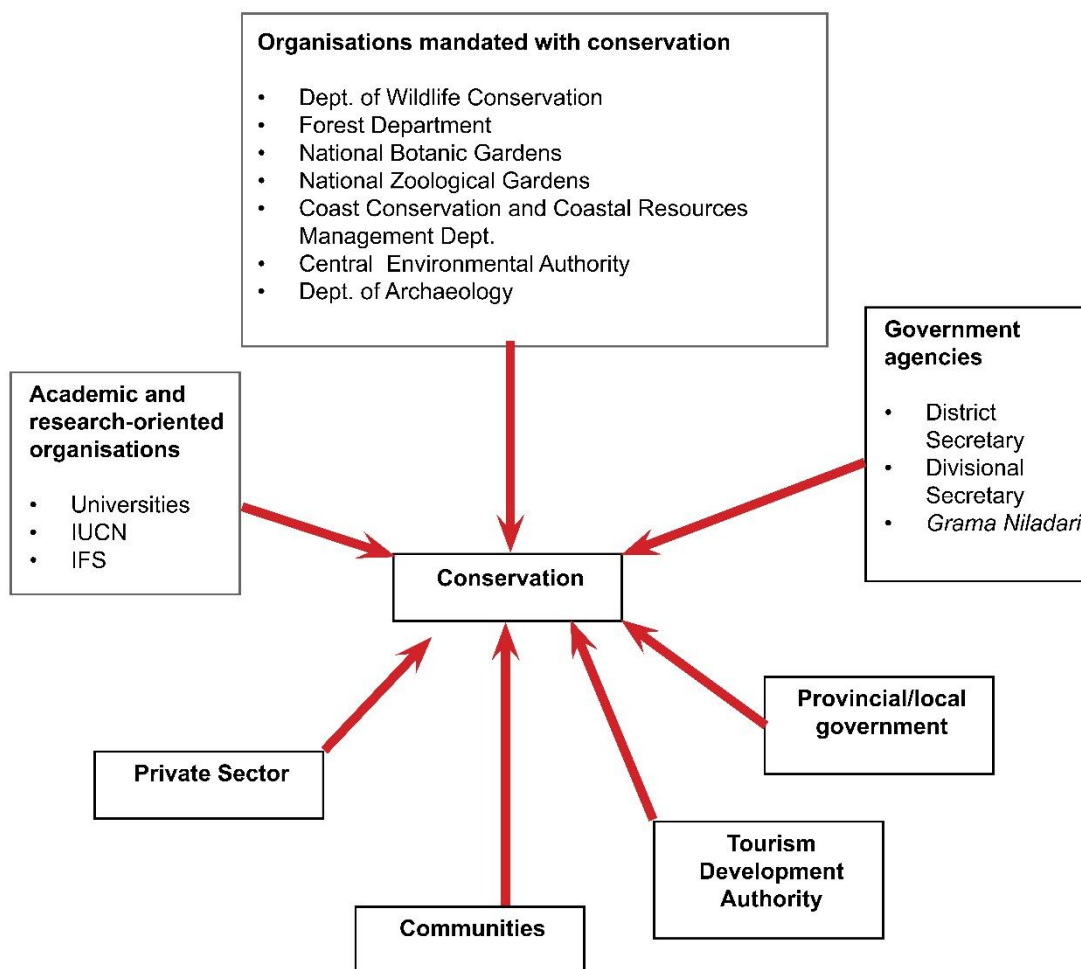 Organisations mandated with conservation
• Dept. of Wildlife Conservation
• Forest Department
• National Botanic Gardens
• National Zoological Gardens
• Coast Conservation and Coastal Resources
Management Dept.
• Central Environmental Authority
• Dept. of Archaeology
Government
agencies
• District
Secretary
• Divisional
Secretary
• Grama Niladari
Academic and
research-oriented
organisations
• Universities
• IUCN
• IFS
Conservation
Provincial/local
government
Private Sector
Tourism
Development
Authority
Communities